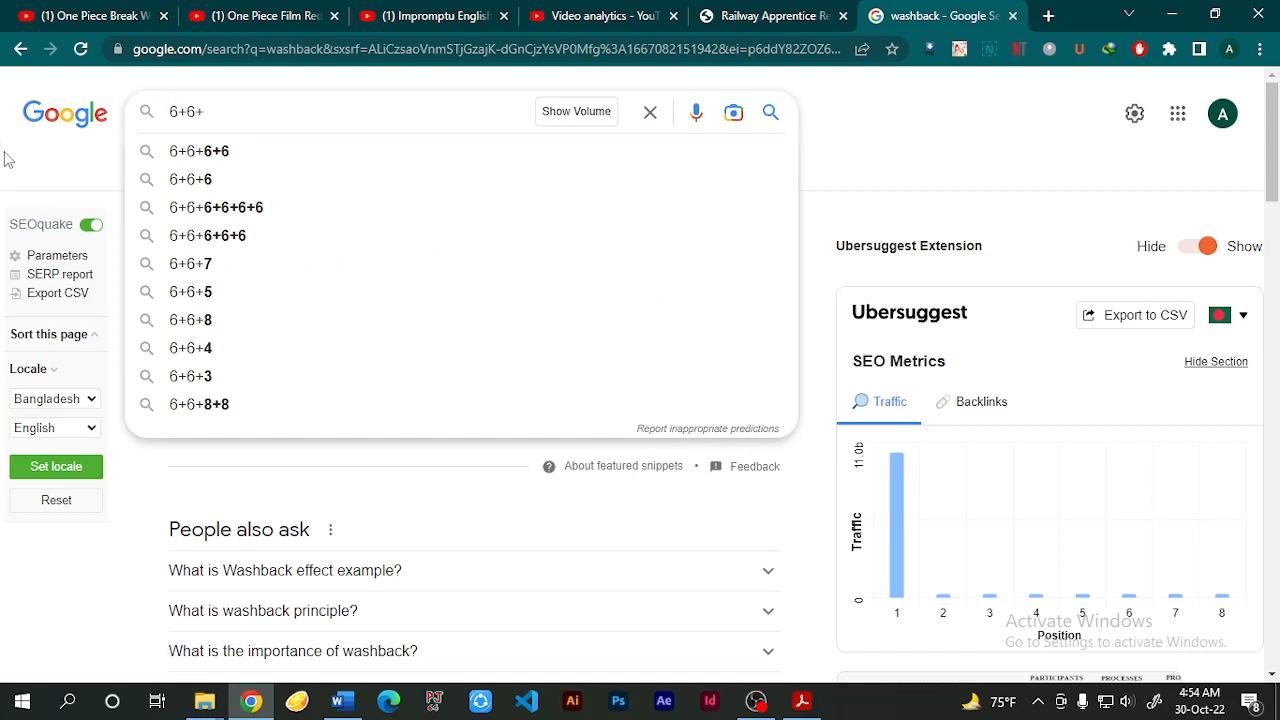 (1) One Piece Break W
(1) One Piece Film Re
(1) Impromptu English
Video analytics - YouT
Railway Apprentice Re
washback - Google Se
google.com/search?q=washback&sxsrf=ALiCzsaoVnmSTjGzajK-dGnCjzYsVP0Mfg%3A1667082151942&ei=p6ddY82ZOZ6...
Google
6+6+
Show Volume
A
6+6+6+6
6+6+6
6+6+6+6+6+6
6+6+6+6+6
6+6+7
6+6+5
6+6+8
6+6+4
6+6+3
6+6+8+8
Report inappropriate predictions
SEOquake
Parameters
SERP report
Export CSV
Sort this page
Locale
Bangladesh
English
Set locale
Reset
About featured snippets • Feedback
People also ask
What is Washback effect example?
What is washback principle?
What is the importance of washback?
Ubersuggest Extension Hide Show
Ubersuggest
Export to CSV
SEO Metrics
Hide Section
Traffic Backlinks
11.0b
Traffic
0
1 2 3 4 5 6 7 8
Position
Activate Windows
Go to Settings to activate Windows.
PARTICIPANTS PROCESSES PRO
75°F
4:54 AM
30-Oct-22
8